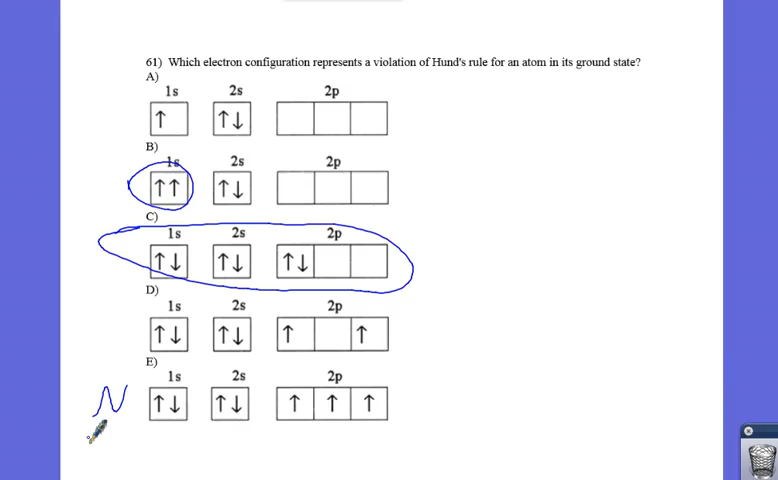 61) Which electron configuration represents a violation of Hund's rule for an atom in its ground state?
A)
1s 2s 2p
↑ ↑↓
B)
1s 2s 2p
↑↑ ↑↓
C)
1s 2s 2p
↑↓ ↑↓ ↑↓
D)
1s 2s 2p
↑↓ ↑↓ ↑ ↑
E)
1s 2s 2p
N ↑↓ ↑↓ ↑ ↑ ↑